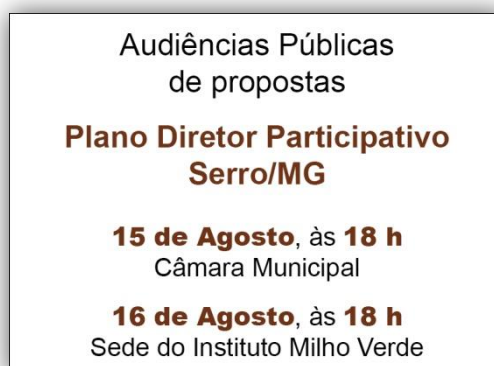 Audiências Públicas
de propostas
Plano Diretor Participativo
Serro/MG
15 de Agosto, às 18 h
Câmara Municipal
16 de Agosto, às 18 h
Sede do Instituto Milho Verde